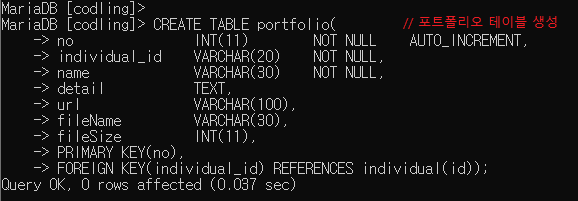 MariaDB [codling]>
MariaDB [codling]> CREATE TABLE portfolo( // 포트폴리오 테이블 생성
-> no INT(11) NOT NULL AUTO_INCREMENT,
-> individual_id VARCHAR(20) NOT NULL,
-> name VARCHAR(30) NOT NULL,
-> detail TEXT,
-> url VARCHAR(100),
-> fileName VARCHAR(30),
-> fileSize INT(11),
-> PRIMARY KEY(no),
-> FOREIGN KEY(individual_id) REFERENCES individual(id));
Query OK, 0 rows affected (0.037 sec)